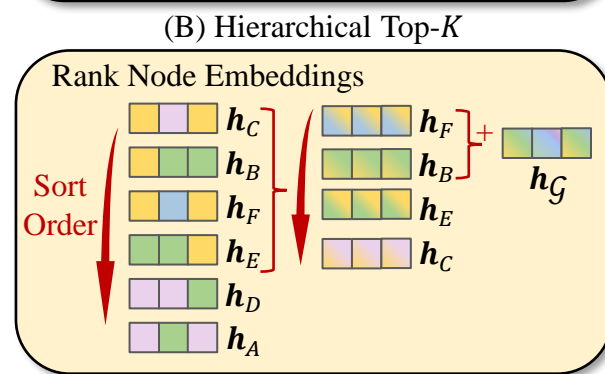 (B) Hierarchical Top-K
Rank Node Embeddings
Sort
Order
h_C
h_B
h_F
h_E
h_D
h_A
h_F
h_B
h_E
h_C
+
h_𝒢